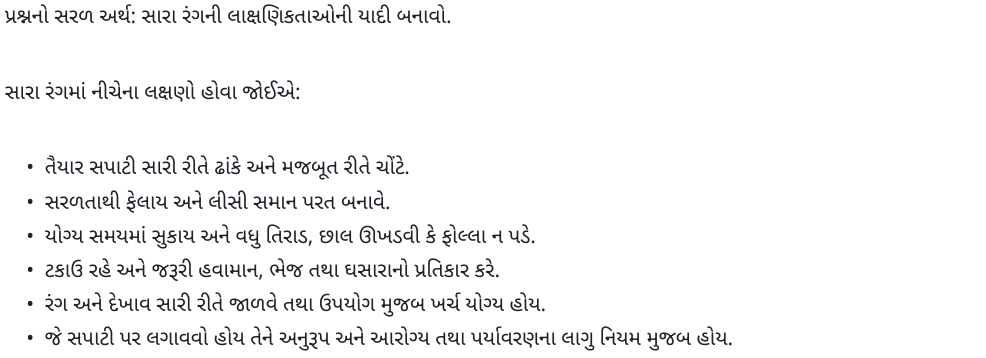 પ્રશ્નનો સરળ અર્થ: સારા રંગની લાક્ષણિકતાઓની યાદી બનાવો.
સારા રંગમાં નીચેના લક્ષણો હોવા જોઈએ:
• તૈયાર સપાટી સારી રીતે ઢાંકે અને મજબૂત રીતે ચોંટે.
• સરળતાથી ફેલાય અને લીસી સમાન પરત બનાવે.
• યોગ્ય સમયમાં સુકાય અને વધુ તિરાડ, છાલ ઊખડવી કે ફોલ્લા ન પડે.
• ટકાઉ રહે અને જરૂરી હવામાન, ભેજ તથા ઘસારાનો પ્રતિકાર કરે.
• રંગ અને દેખાવ સારી રીતે જાળવે તથા ઉપયોગ મુજબ ખર્ચ યોગ્ય હોય.
• જે સપાટી પર લગાવવો હોય તેને અનુરૂપ અને આરોગ્ય તથા પર્યાવરણના લાગુ નિયમ મુજબ હોય.